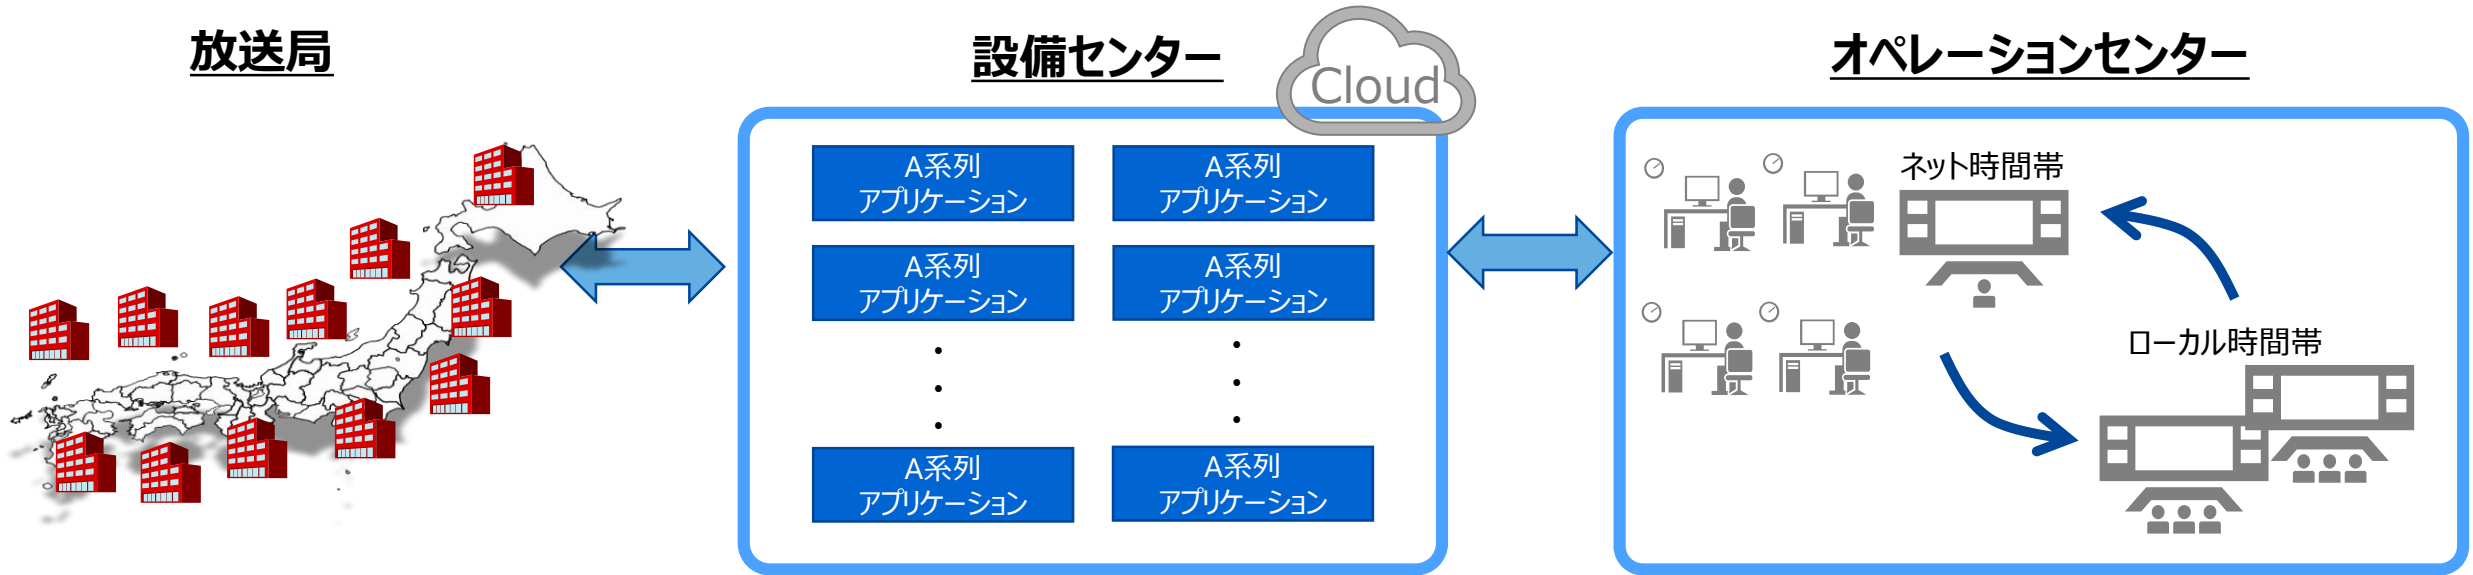 放送局
設備センター
Cloud
オペレーションセンター
A系列
アプリケーション
A系列
アプリケーション
A系列
アプリケーション
A系列
アプリケーション
・
・
・
・
・
・
A系列
アプリケーション
A系列
アプリケーション
ネット時間帯
ローカル時間帯